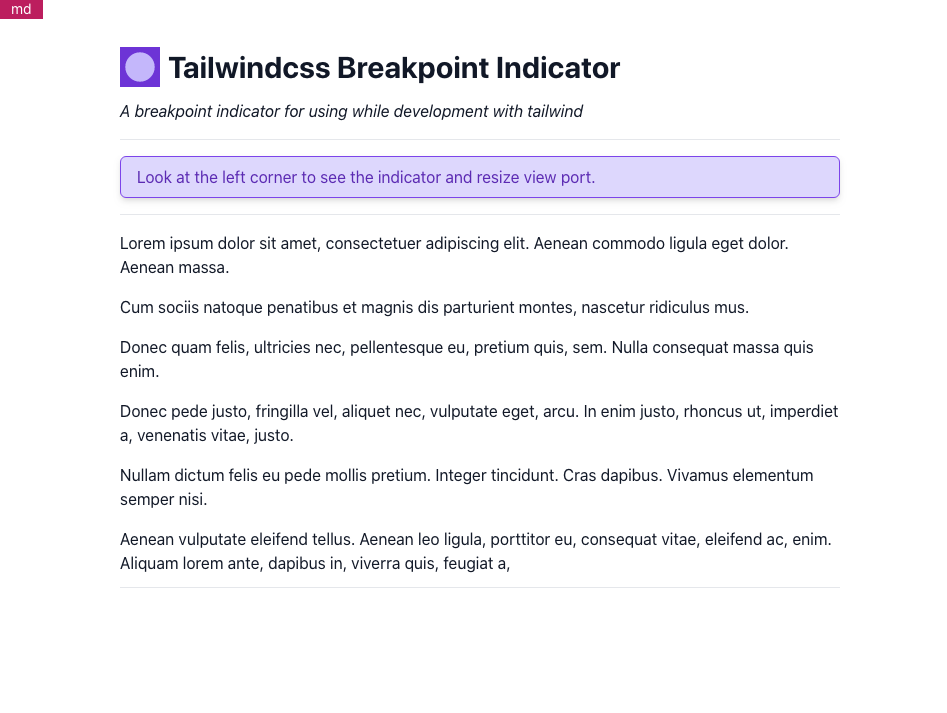 md
Tailwindcss Breakpoint Indicator
A breakpoint indicator for using while development with tailwind
Look at the left corner to see the indicator and resize view port.
Lorem ipsum dolor sit amet, consectetuer adipiscing elit. Aenean commodo ligula eget dolor.
Aenean massa.
Cum sociis natoque penatibus et magnis dis parturient montes, nascetur ridiculus mus.
Donec quam felis, ultricies nec, pellentesque eu, pretium quis, sem. Nulla consequat massa quis
enim.
Donec pede justo, fringilla vel, aliquet nec, vulputate eget, arcu. In enim justo, rhoncus ut, imperdiet
a, venenatis vitae, justo.
Nullam dictum felis eu pede mollis pretium. Integer tincidunt. Cras dapibus. Vivamus elementum
semper nisi.
Aenean vulputate eleifend tellus. Aenean leo ligula, porttitor eu, consequat vitae, eleifend ac, enim.
Aliquam lorem ante, dapibus in, viverra quis, feugiat a,